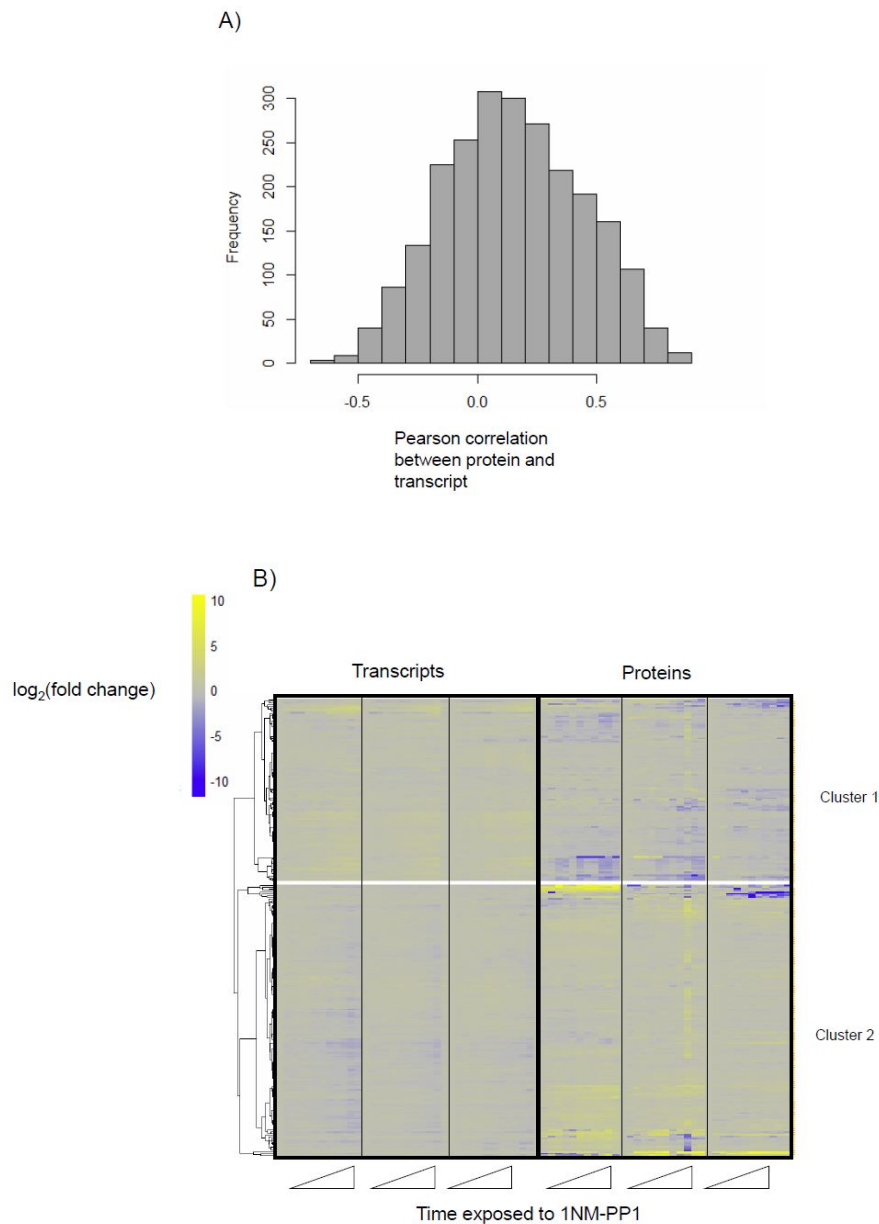 A)
300
250
200
150
100
50
0
Frequency
-0.5 0.0 0.5
Pearson correlation
between protein and
transcript
B)
10
5
0
-5
-10
log2(fold change)
Transcripts Proteins
Cluster 1
Cluster 2
Time exposed to 1NM-PP1